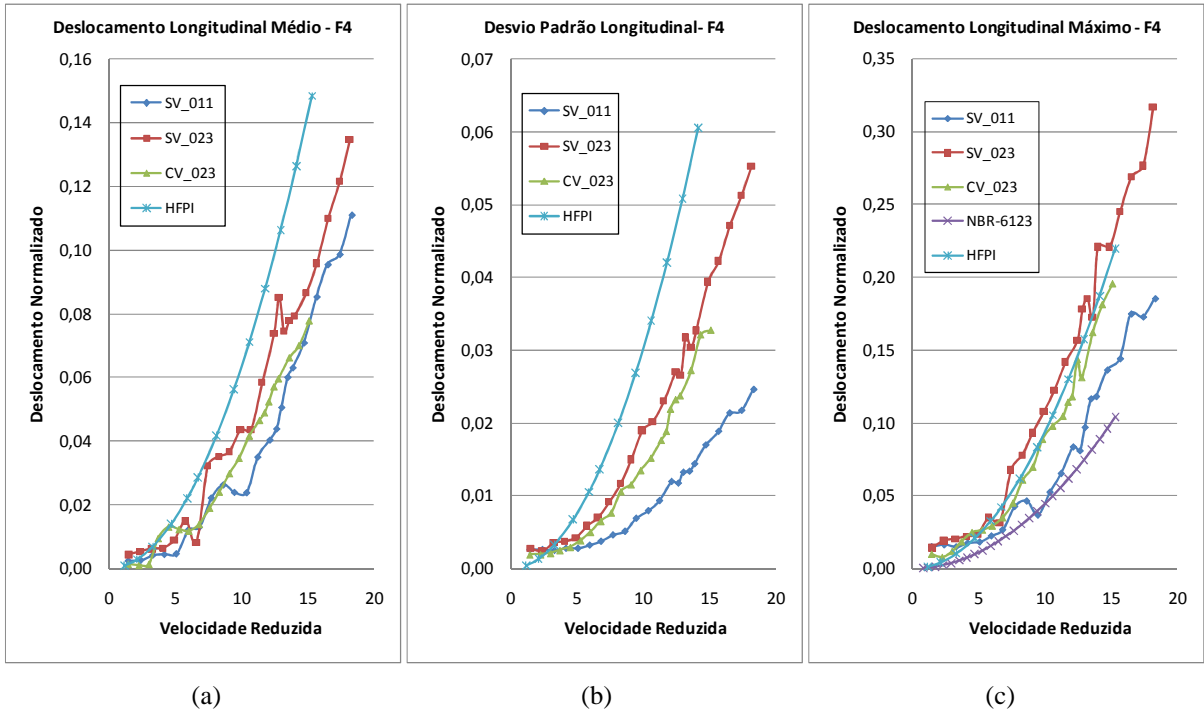 Deslocamento Longitudinal Médio - F4
Deslocamento Normalizado
0,16
0,14
0,12
0,10
0,08
0,06
0,04
0,02
0,00
SV_011
SV_023
CV_023
HFPI
0 5 10 15 20
Velocidade Reduzida
(a)
Desvio Padrão Longitudinal- F4
Deslocamento Normalizado
0,07
0,06
0,05
0,04
0,03
0,02
0,01
0,00
SV_011
SV_023
CV_023
HFPI
0 5 10 15 20
Velocidade Reduzida
(b)
Deslocamento Longitudinal Máximo - F4
Deslocamento Normalizado
0,35
0,30
0,25
0,20
0,15
0,10
0,05
0,00
SV_011
SV_023
CV_023
NBR-6123
HFPI
0 5 10 15 20
Velocidade Reduzida
(c)